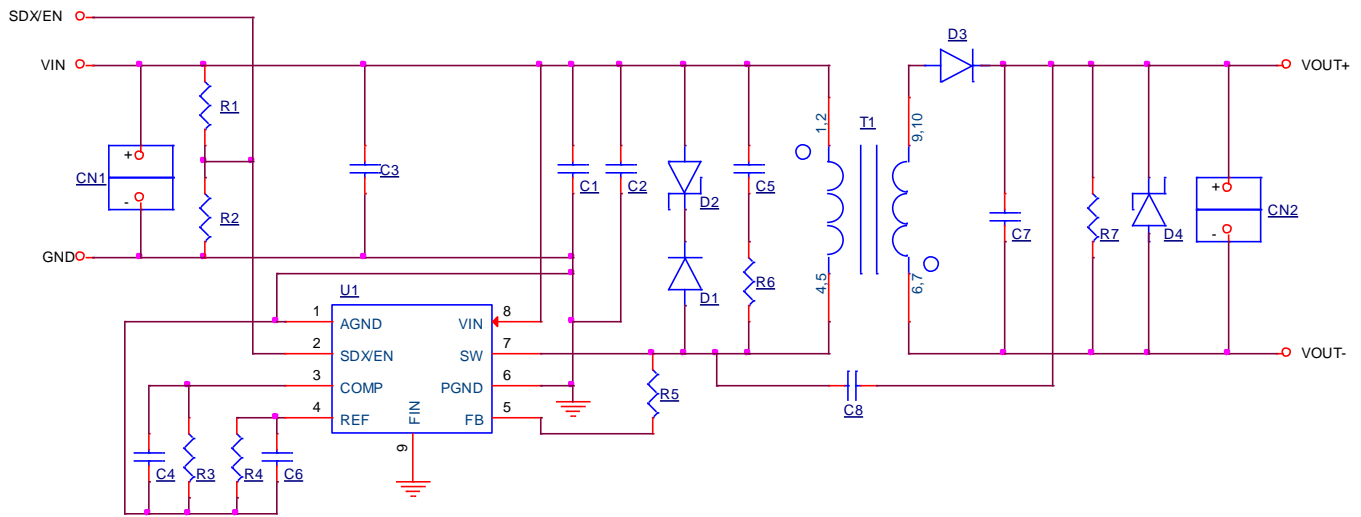 SDX/EN
VIN
GND
CN1
+
-
R1
R2
C3
C1
C2
D2
D1
C5
R6
1,2
4,5
T1
9,10
6,7
D3
C7
R7
D4
CN2
+
-
VOUT+
VOUT-
U1
1 AGND
2 SDX/EN
3 COMP
4 REF
VIN 8
SW 7
PGND 6
FB 5
FIN
9
R5
C8
C4
R3
R4
C6